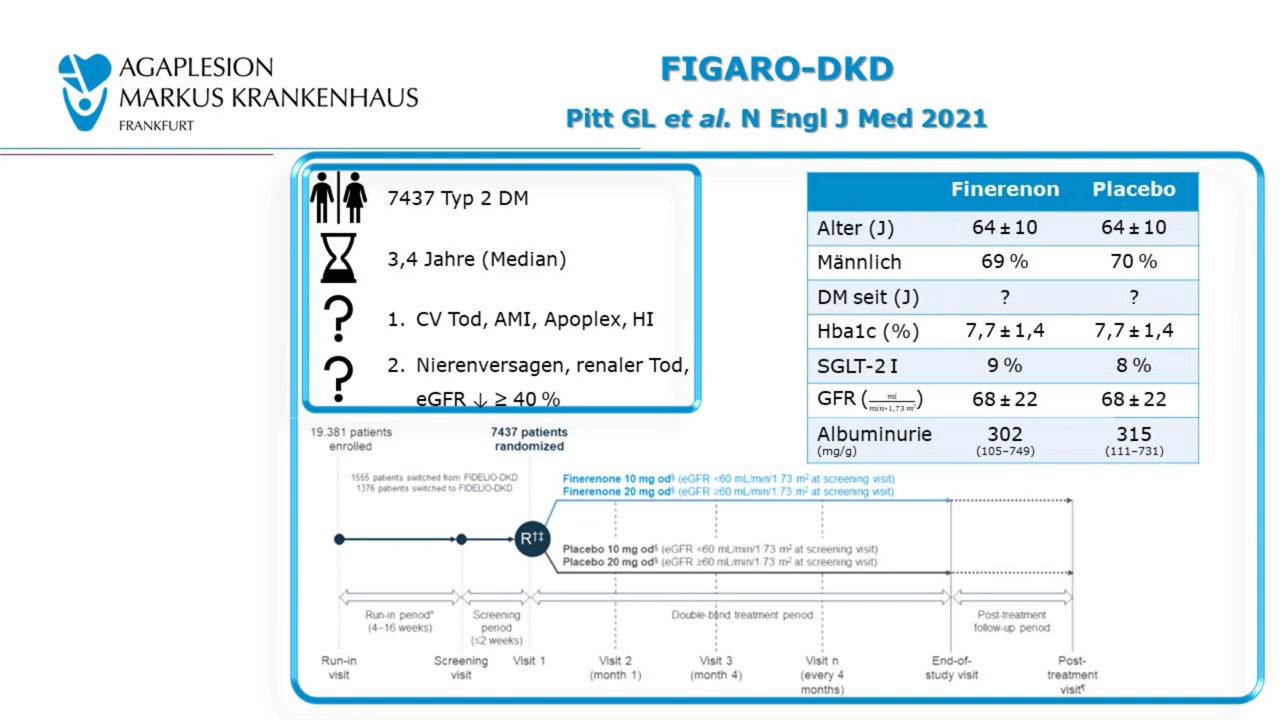 AGAPLESION
MARKUS KRANKENHAUS
FRANKFURT
FIGARO-DKD
Pitt GL et al. N Engl J Med 2021
7437 Typ 2 DM
3,4 Jahre (Median)
? 1. CV Tod, AMI, Apoplex, HI
? 2. Nierenversagen, renaler Tod,
eGFR ↓ ≥ 40 %
Finerenon Placebo
Alter (J) 64 ± 10 64 ± 10
Männlich 69 % 70 %
DM seit (J) ? ?
Hba1c (%) 7,7 ± 1,4 7,7 ± 1,4
SGLT-2 I 9 % 8 %
GFR (ml/min*1,73 m²) 68 ± 22 68 ± 22
Albuminurie 302 315
(mg/g) (105–749) (111–731)
19,381 patients
enrolled
7437 patients
randomized
1555 patients switched from FIDELIO-DKD
1376 patients switched to FIDELIO-DKD
Finerenone 10 mg od§ (eGFR <60 mL/min/1.73 m² at screening visit)
Finerenone 20 mg od§ (eGFR ≥60 mL/min/1.73 m² at screening visit)
R†‡
Placebo 10 mg od§ (eGFR <60 mL/min/1 73 m² at screening visit)
Placebo 20 mg od§ (eGFR ≥60 mL/min/1 73 m² at screening visit)
Run-in period*
(4–16 weeks)
Screening
period
(≤2 weeks)
Double-blind treatment period
Post-treatment
follow-up period
Run-in
visit
Screening
visit
Visit 1
Visit 2
(month 1)
Visit 3
(month 4)
Visit n
(every 4
months)
End-of-
study visit
Post-
treatment
visit¶